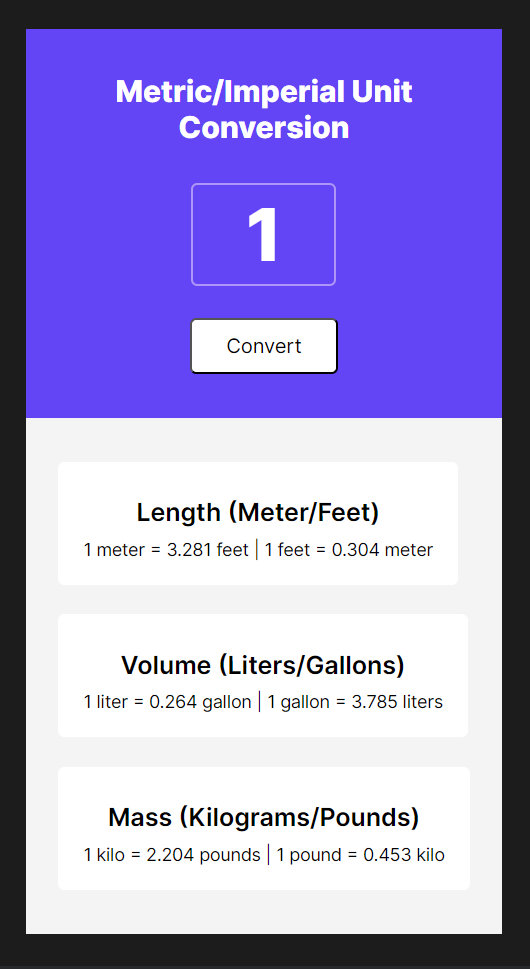 Metric/Imperial Unit
Conversion
1
Convert
Length (Meter/Feet)
1 meter = 3.281 feet | 1 feet = 0.304 meter
Volume (Liters/Gallons)
1 liter = 0.264 gallon | 1 gallon = 3.785 liters
Mass (Kilograms/Pounds)
1 kilo = 2.204 pounds | 1 pound = 0.453 kilo